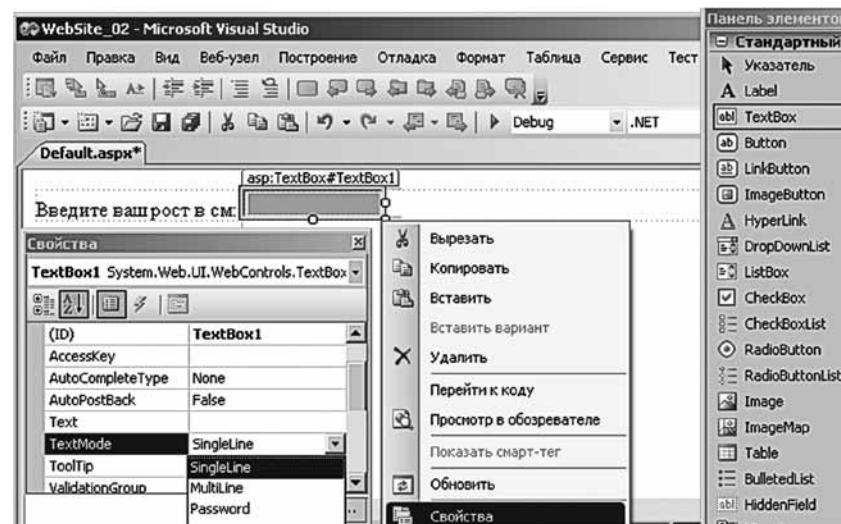 WebSite_02 - Microsoft Visual Studio
Файл Правка Вид Веб-узел Построение Отладка Формат Таблица Сервис Тест
Debug .NET
Default.aspx*
asp:TextBox#TextBox1
Введите ваш рост в см:
Свойства
TextBox1 System.Web.UI.WebControls.TextBox
(ID) TextBox1
AccessKey
AutoCompleteType None
AutoPostBack False
Text
TextMode SingleLine
ToolTip SingleLine
ValidationGroup MultiLine
Password
Вырезать
Копировать
Вставить
Вставить вариант
Удалить
Перейти к коду
Просмотр в обозревателе
Показать смарт-тег
Обновить
Свойства
Панель элементов
Стандартный
Указатель
A Label
abl TextBox
ab Button
ab LinkButton
ImageButton
A HyperLink
DropDownList
ListBox
CheckBox
CheckBoxList
RadioButton
RadioButtonList
Image
ImageMap
Table
BulletedList
abl HiddenField